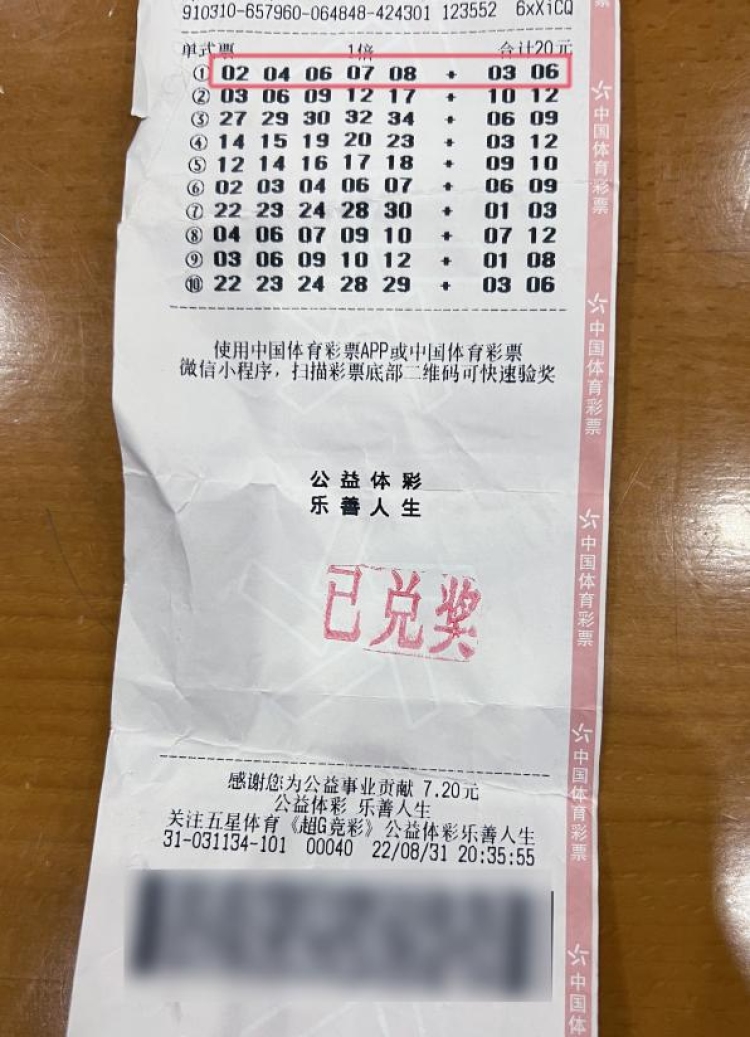 910310-657960-064848-424301 123552 6xXiCQ
单式票 1倍 合计20元
① 02 04 06 07 08 + 03 06
② 03 06 09 12 17 + 10 12
③ 27 29 30 32 34 + 06 09
④ 14 15 19 20 23 + 03 12
⑤ 12 14 16 17 18 + 09 10
⑥ 02 03 04 06 07 + 06 09
⑦ 22 23 24 28 30 + 01 03
⑧ 04 06 07 09 10 + 07 12
⑨ 03 06 09 10 12 + 01 08
⑩ 22 23 24 28 29 + 03 06
使用中国体育彩票APP或中国体育彩票
微信小程序，扫描彩票底部二维码可快速验奖
公益体彩
乐善人生
已兑奖
感谢您为公益事业贡献 7.20元
公益体彩 乐善人生
关注五星体育《超G竞彩》公益体彩乐善人生
31-031134-101 00040 22/08/31 20:35:55
票
中国体育彩票
中国体育彩票
中国体育彩票
中国体育彩票
中国体